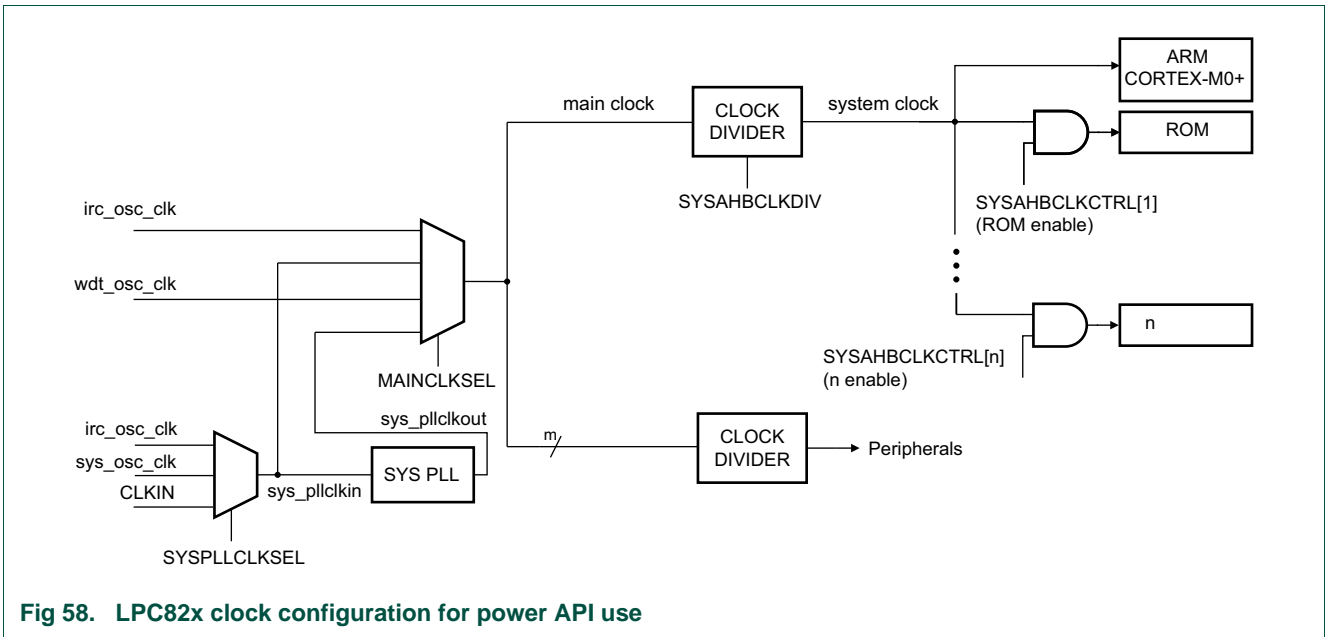 ARM
CORTEX-M0+
main clock
CLOCK
DIVIDER
system clock
ROM
SYSAHBCLKDIV
SYSAHBCLKCTRL[1]
(ROM enable)
irc_osc_clk
wdt_osc_clk
n
SYSAHBCLKCTRL[n]
(n enable)
MAINCLKSEL
sys_pllclkout
irc_osc_clk
sys_osc_clk
CLKIN
sys_pllclkin
SYS PLL
m
CLOCK
DIVIDER
Peripherals
SYSPLLCLKSEL
Fig 58. LPC82x clock configuration for power API use